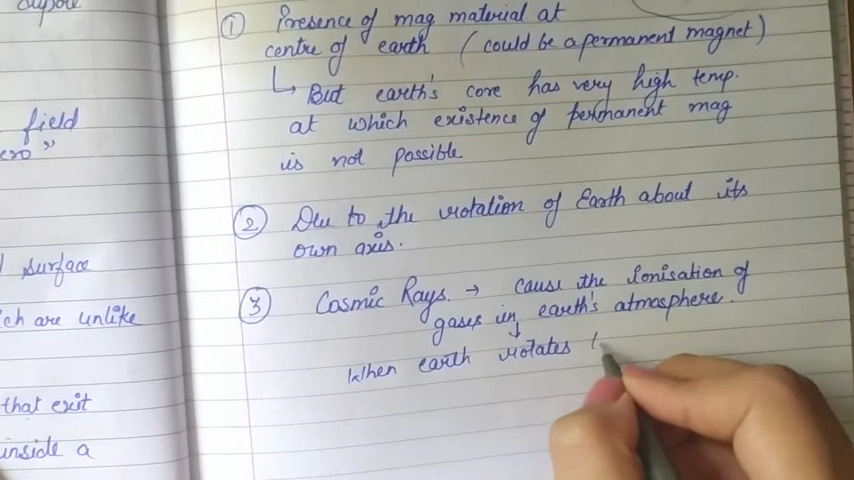 dipole
field
ero"
surface
ch are unlike
that exit
inside a
① Presence of mag material at
centre of earth (could be a permanent magnet)
↳ But earth's core has very high temp.
at which existence of permanent mag
is not possible
② Due to the rotation of Earth about its
own axis.
③ Cosmic Rays. → cause the Ionisation of
gases in earth's atmosphere.
↓
When earth rotates (